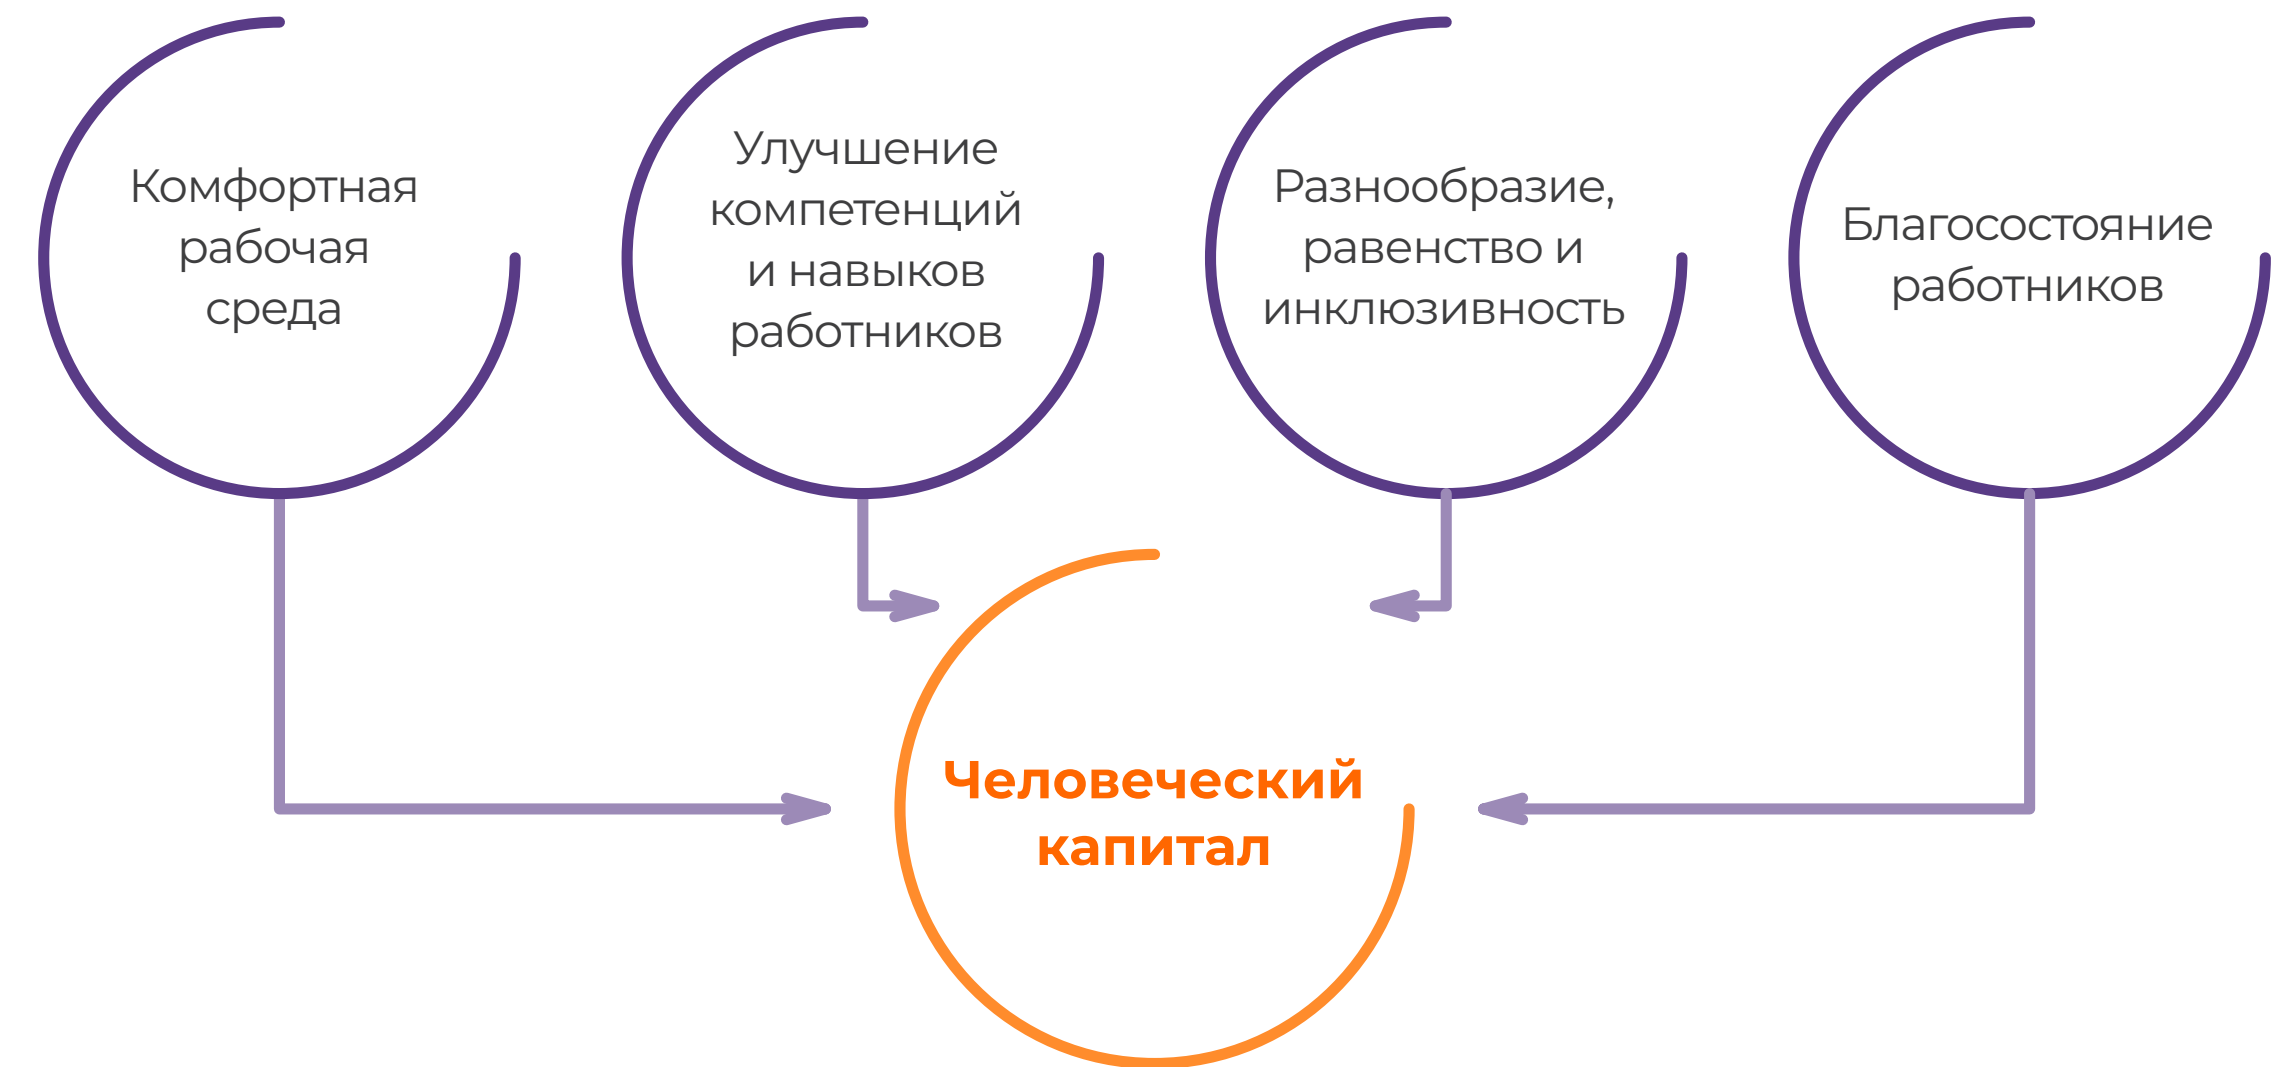 Комфортная
рабочая
среда
Улучшение
компетенций
и навыков
работников
Разнообразие,
равенство и
инклюзивность
Благосостояние
работников
Человеческий
капитал